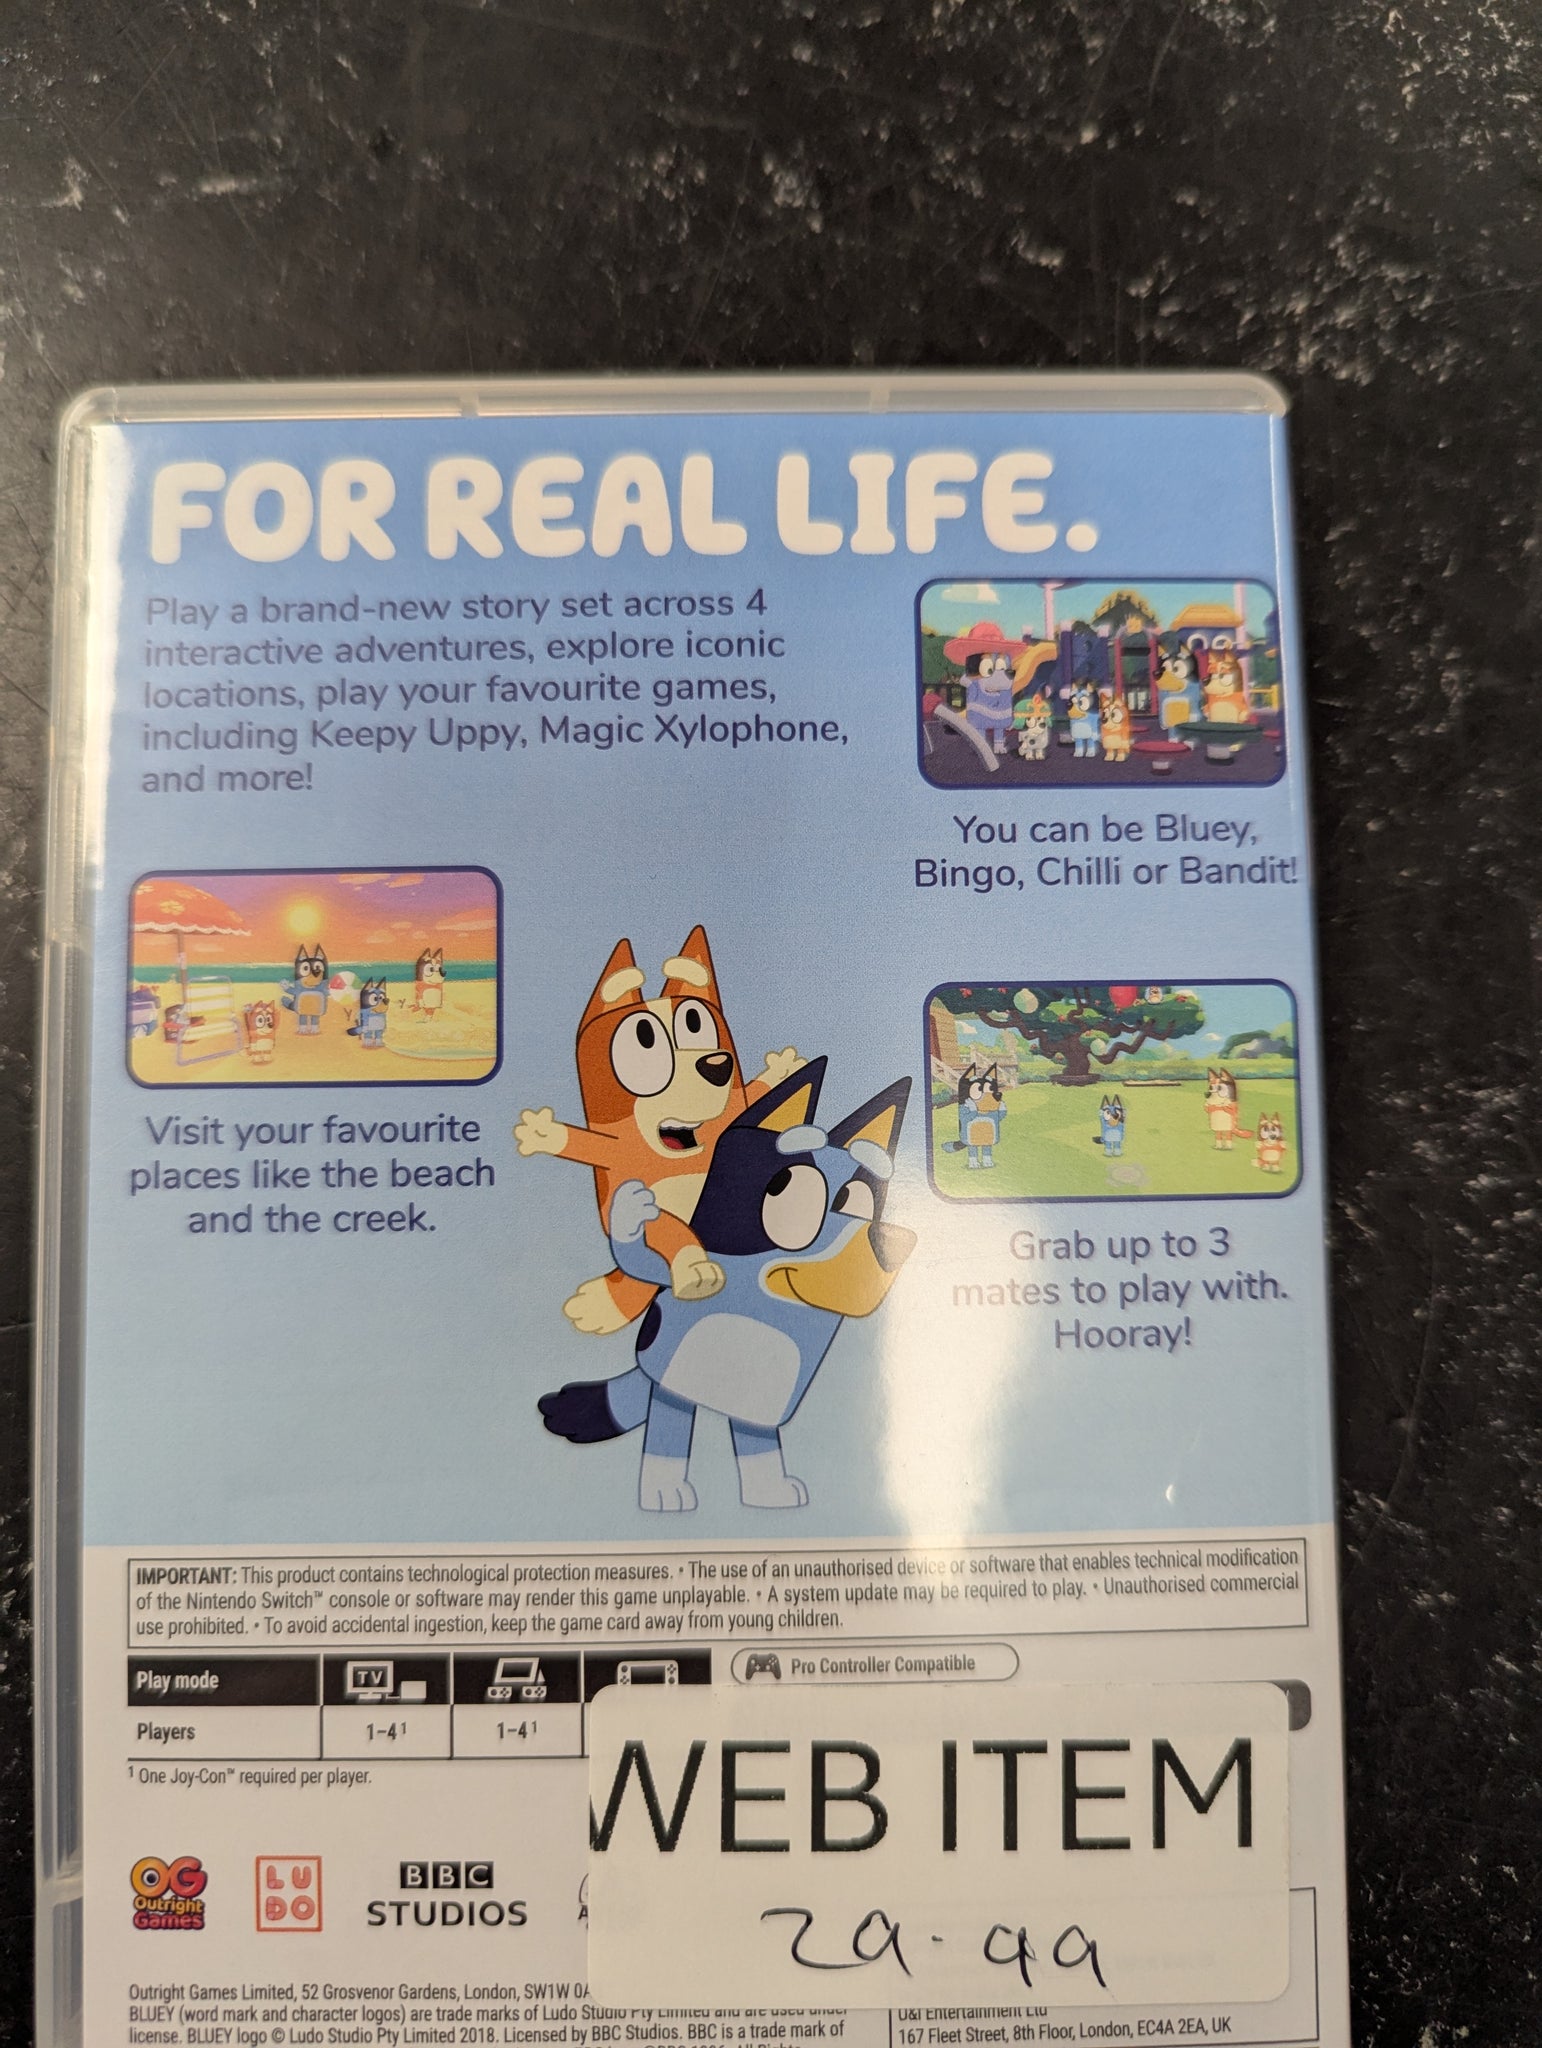 FOR REAL LIFE.
Play a brand-new story set across 4
interactive adventures, explore iconic
locations, play your favourite games,
including Keepy Uppy, Magic Xylophone,
and more!
You can be Bluey,
Bingo, Chilli or Bandit!
Visit your favourite
places like the beach
and the creek.
Grab up to 3
mates to play with.
Hooray!
IMPORTANT: This product contains technological protection measures. • The use of an unauthorised device or software that enables technical modification
of the Nintendo Switch™ console or software may render this game unplayable. • A system update may be required to play. • Unauthorised commercial
use prohibited. • To avoid accidental ingestion, keep the game card away from young children.
Play mode TV
Pro Controller Compatible
Players 1-4¹ 1-4¹
¹ One Joy-Con™ required per player.
WEB ITEM
29.99
OG
Outright
Games
LU
DO
BBC
STUDIOS
Outright Games Limited, 52 Grosvenor Gardens, London, SW1W 0A
BLUEY (word mark and character logos) are trade marks of Ludo Studio Pty Limited and are used under
license. BLUEY logo © Ludo Studio Pty Limited 2018. Licensed by BBC Studios. BBC is a trade mark of
U&I Entertainment Ltd
167 Fleet Street, 8th Floor, London, EC4A 2EA, UK